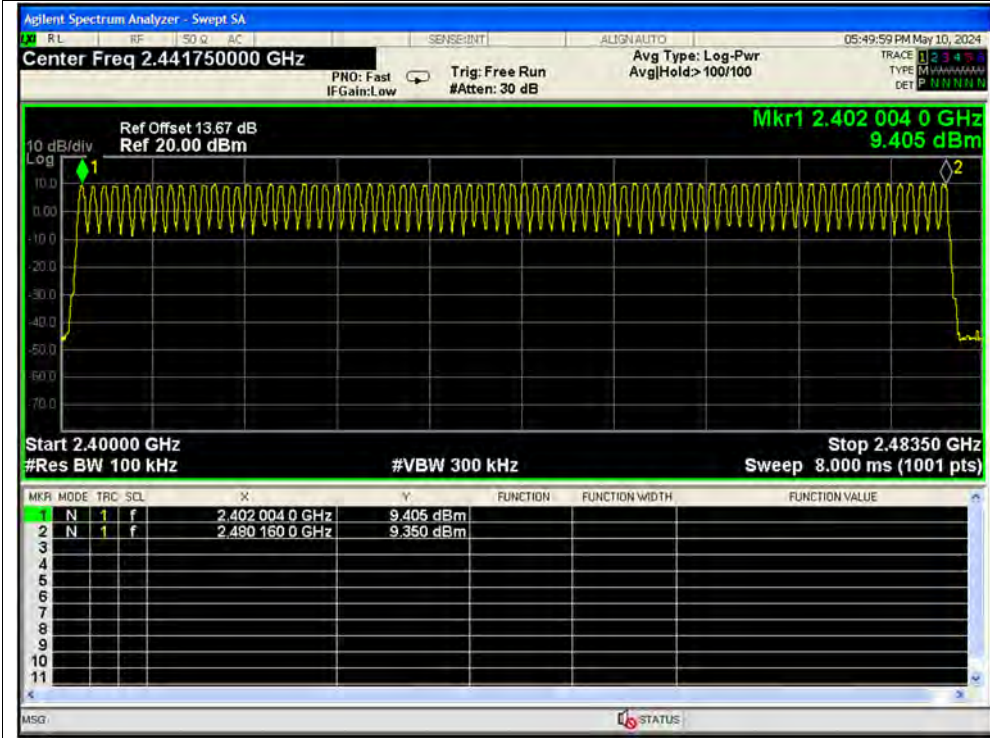 Agilent Spectrum Analyzer - Swept SA
LXI RL RF 50 Ω AC SENSE:INT ALIGNAUTO 05:49:59 PM May 10, 2024
Center Freq 2.441750000 GHz
PNO: Fast
IFGain:Low
Trig: Free Run
#Atten: 30 dB
Avg Type: Log-Pwr
Avg|Hold:> 100/100
TRACE 1 2 3 4 5 6
TYPE M
DET P N N N N N
Mkr1 2.402 004 0 GHz
9.405 dBm
Ref Offset 13.67 dB
10 dB/div Ref 20.00 dBm
Log
1
2
10.0
0.00
-10.0
-20.0
-30.0
-40.0
-50.0
-60.0
-70.0
Start 2.40000 GHz Stop 2.48350 GHz
#Res BW 100 kHz #VBW 300 kHz Sweep 8.000 ms (1001 pts)
MKR MODE TRC SCL X Y FUNCTION FUNCTION WIDTH FUNCTION VALUE
1 N 1 f 2.402 004 0 GHz 9.405 dBm
2 N 1 f 2.480 160 0 GHz 9.350 dBm
3
4
5
6
7
8
9
10
11
MSG STATUS